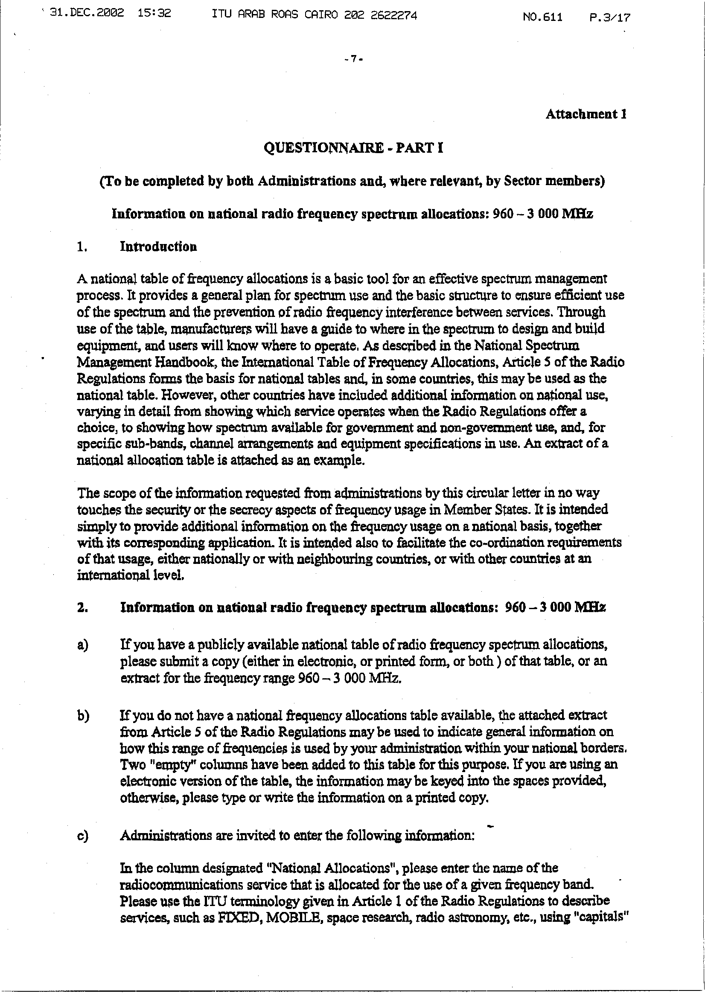 31.DEC.2002 15:32 ITU ARAB ROAS CAIRO 202 2622274 NO.611 P.3/17
- 7 -
Attachment 1
QUESTIONNAIRE - PART I
(To be completed by both Administrations and, where relevant, by Sector members)
Information on national radio frequency spectrum allocations: 960 – 3 000 MHz
1. Introduction
A national table of frequency allocations is a basic tool for an effective spectrum management
process. It provides a general plan for spectrum use and the basic structure to ensure efficient use
of the spectrum and the prevention of radio frequency interference between services. Through
use of the table, manufacturers will have a guide to where in the spectrum to design and build
equipment, and users will know where to operate. As described in the National Spectrum
Management Handbook, the International Table of Frequency Allocations, Article 5 of the Radio
Regulations forms the basis for national tables and, in some countries, this may be used as the
national table. However, other countries have included additional information on national use,
varying in detail from showing which service operates when the Radio Regulations offer a
choice, to showing how spectrum available for government and non-government use, and, for
specific sub-bands, channel arrangements and equipment specifications in use. An extract of a
national allocation table is attached as an example.
The scope of the information requested from administrations by this circular letter in no way
touches the security or the secrecy aspects of frequency usage in Member States. It is intended
simply to provide additional information on the frequency usage on a national basis, together
with its corresponding application. It is intended also to facilitate the co-ordination requirements
of that usage, either nationally or with neighbouring countries, or with other countries at an
international level.
2. Information on national radio frequency spectrum allocations: 960 – 3 000 MHz
a) If you have a publicly available national table of radio frequency spectrum allocations,
please submit a copy (either in electronic, or printed form, or both ) of that table, or an
extract for the frequency range 960 – 3 000 MHz.
b) If you do not have a national frequency allocations table available, the attached extract
from Article 5 of the Radio Regulations may be used to indicate general information on
how this range of frequencies is used by your administration within your national borders.
Two "empty" columns have been added to this table for this purpose. If you are using an
electronic version of the table, the information may be keyed into the spaces provided,
otherwise, please type or write the information on a printed copy.
c) Administrations are invited to enter the following information:
In the column designated "National Allocations", please enter the name of the
radiocommunications service that is allocated for the use of a given frequency band.
Please use the ITU terminology given in Article 1 of the Radio Regulations to describe
services, such as FIXED, MOBILE, space research, radio astronomy, etc., using "capitals"